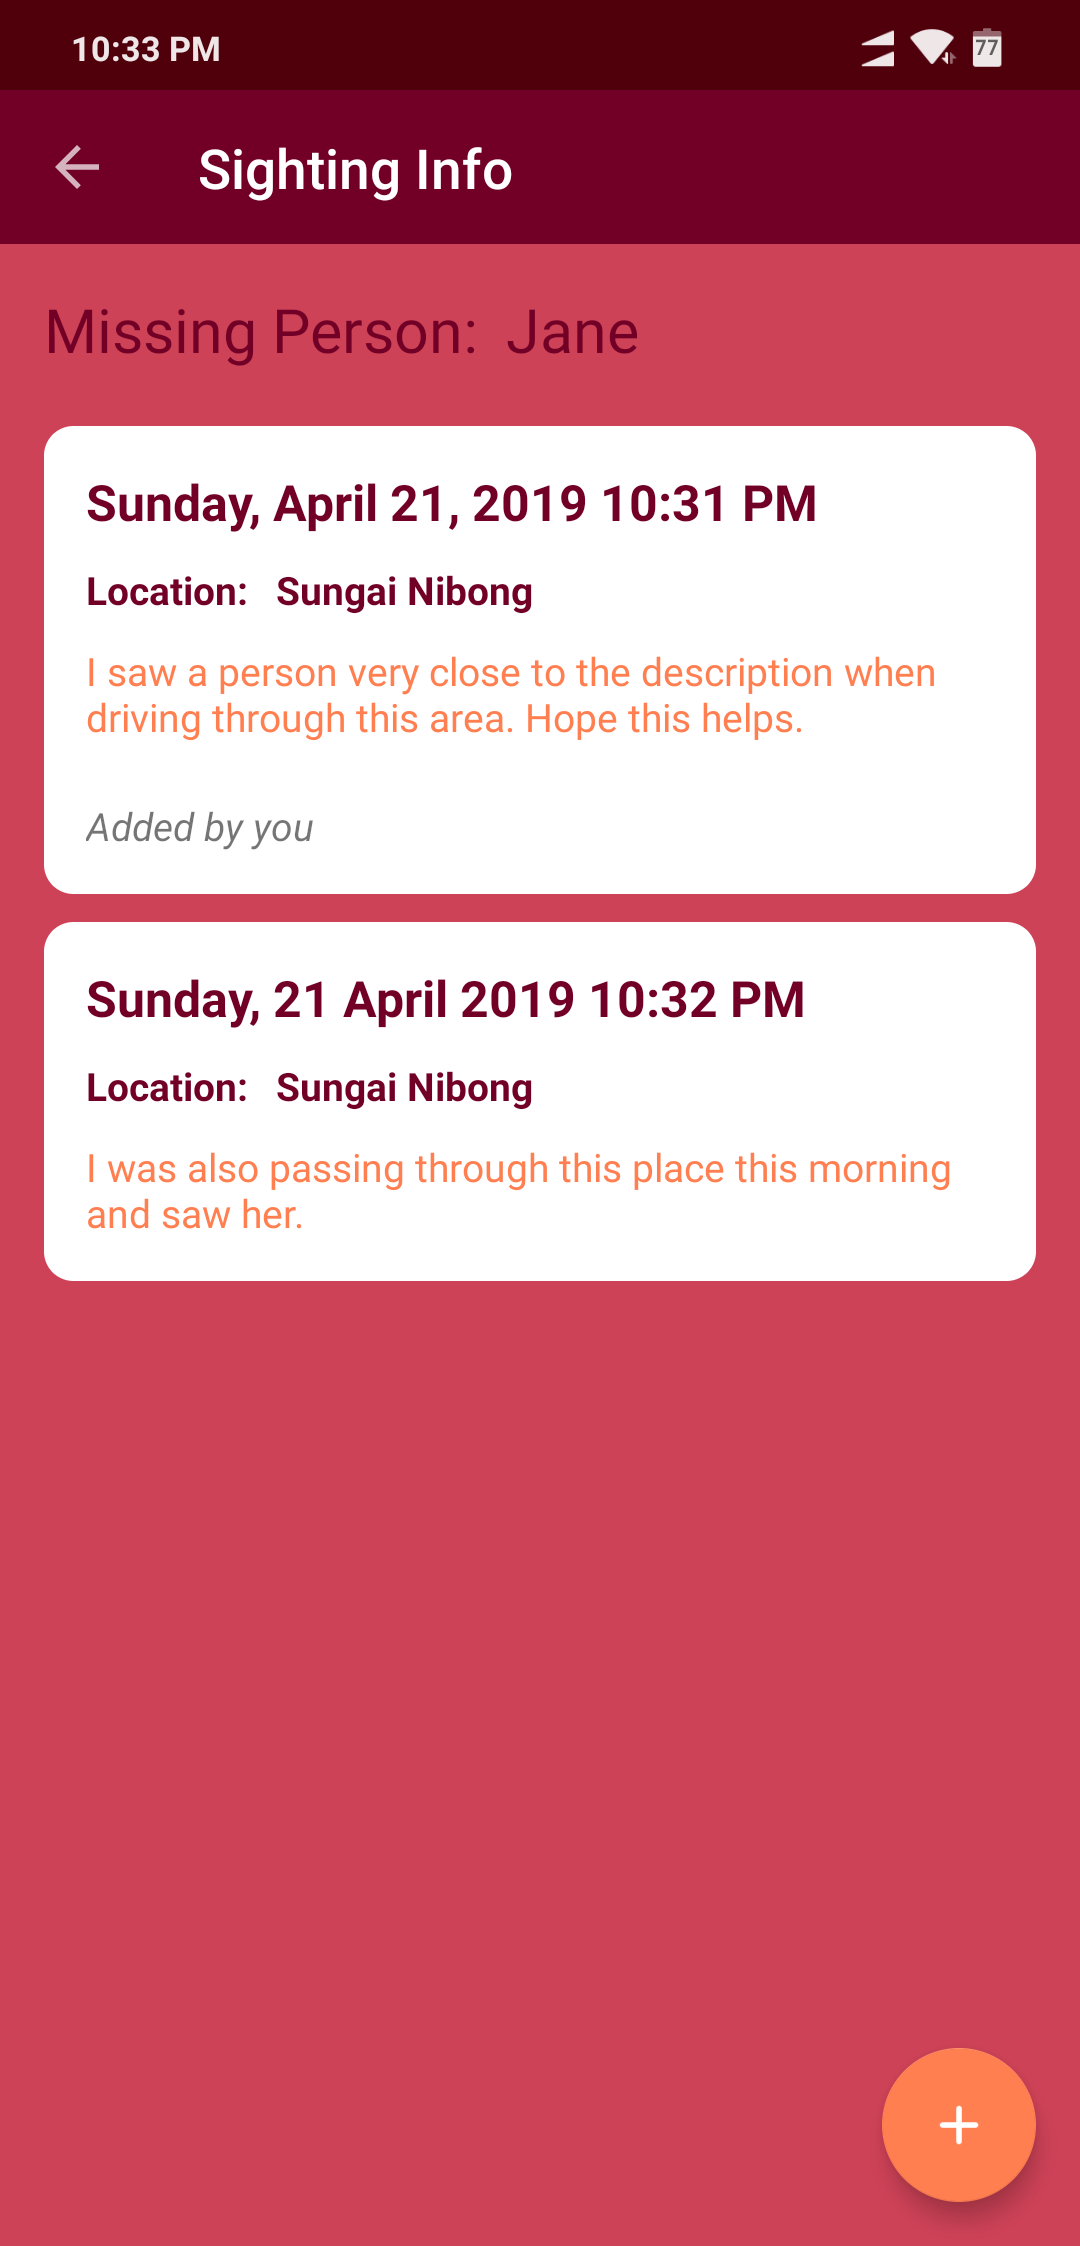 10:33 PM
77
Sighting Info
Missing Person: Jane
Sunday, April 21, 2019 10:31 PM
Location: Sungai Nibong
I saw a person very close to the description when
driving through this area. Hope this helps.
Added by you
Sunday, 21 April 2019 10:32 PM
Location: Sungai Nibong
I was also passing through this place this morning
and saw her.